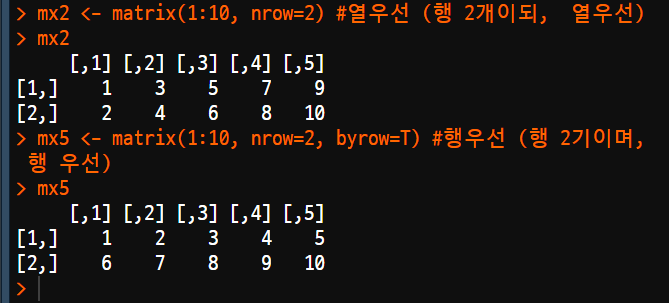 > mx2 <- matrix(1:10, nrow=2) #열우선 (행 2개이되,  열우선)
> mx2
     [,1] [,2] [,3] [,4] [,5]
[1,]    1    3    5    7    9
[2,]    2    4    6    8   10
> mx5 <- matrix(1:10, nrow=2, byrow=T) #행우선 (행 2기이며,
 행 우선)
> mx5
     [,1] [,2] [,3] [,4] [,5]
[1,]    1    2    3    4    5
[2,]    6    7    8    9   10
>